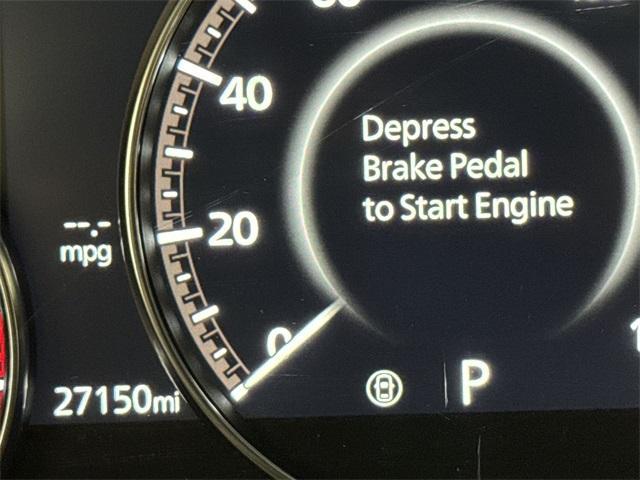 40
Depress
Brake Pedal
to Start Engine
20
--.-
mpg
0
P
27150mi